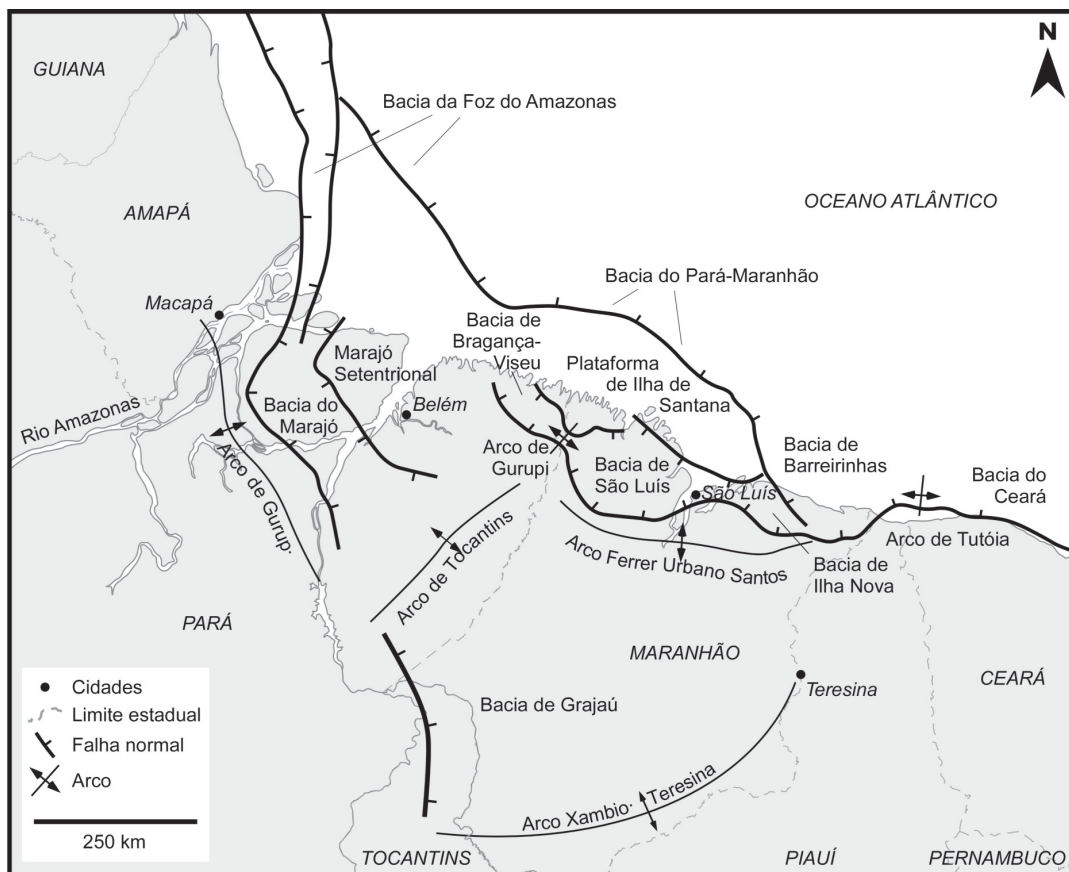 N
GUIANA
Bacia da Foz do Amazonas
AMAPÁ
OCEANO ATLÂNTICO
Macapá
Bacia do Pará-Maranhão
Bacia de
Bragança-
Viseu
Marajó
Setentrional
Plataforma
de Ilha de
Santana
Rio Amazonas
Bacia do
Marajó
Belém
Arco de Gurup·
Arco de
Gurupi
Bacia de
São Luís
São Luís
Bacia de
Barreirinhas
Bacia do
Ceará
Arco de Tocantins
Arco Ferrer Urbano Santos
Arco de Tutóia
Bacia de
Ilha Nova
PARÁ
MARANHÃO
Teresina
CEARÁ
Bacia de Grajaú
Arco Xambio· Teresina
Cidades
Limite estadual
Falha normal
Arco
250 km
TOCANTINS
PIAUÍ
PERNAMBUCO